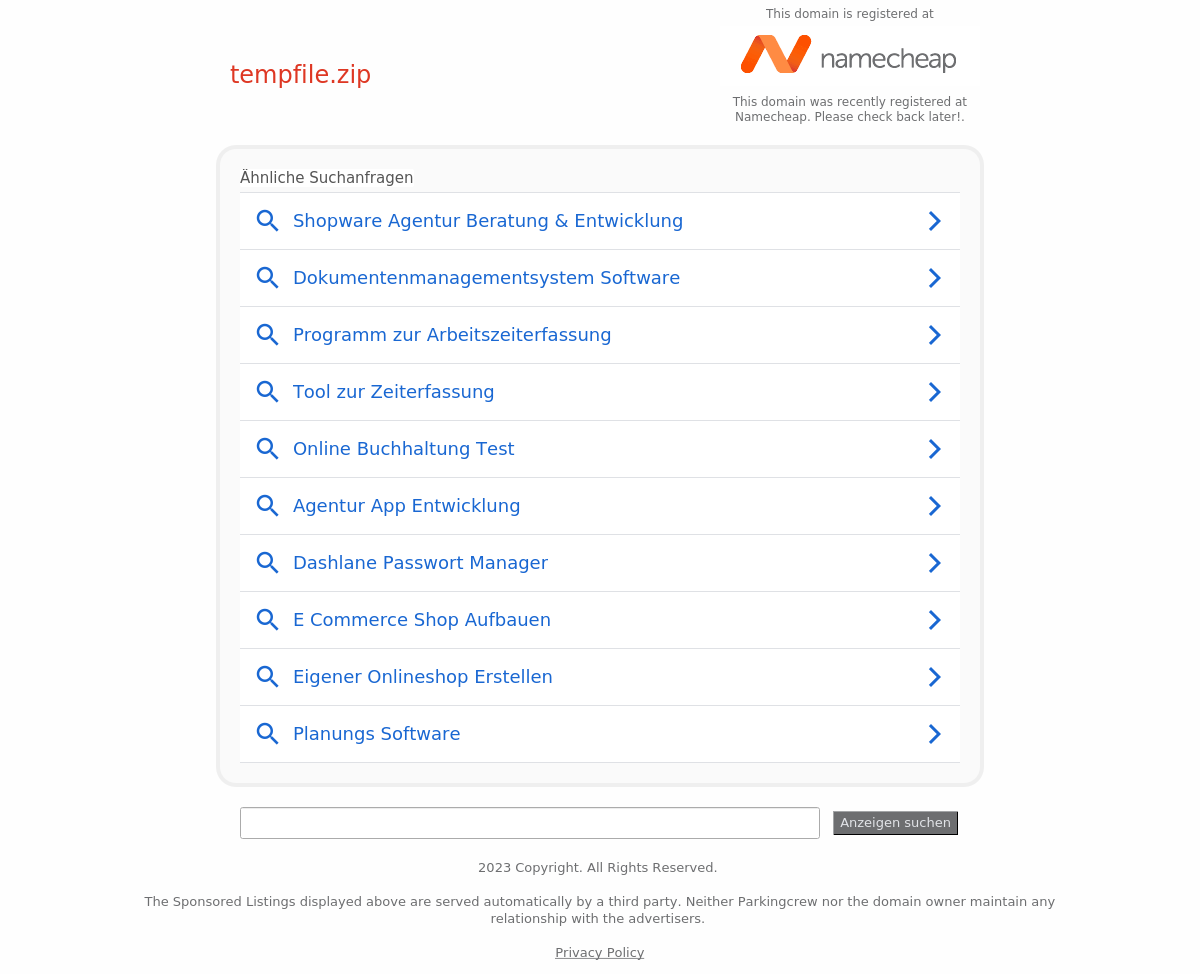 This domain is registered at
namecheap
tempfile.zip
This domain was recently registered at
Namecheap. Please check back later!.
Ähnliche Suchanfragen
Shopware Agentur Beratung & Entwicklung
Dokumentenmanagementsystem Software
Programm zur Arbeitszeiterfassung
Tool zur Zeiterfassung
Online Buchhaltung Test
Agentur App Entwicklung
Dashlane Passwort Manager
E Commerce Shop Aufbauen
Eigener Onlineshop Erstellen
Planungs Software
Anzeigen suchen
2023 Copyright. All Rights Reserved.
The Sponsored Listings displayed above are served automatically by a third party. Neither Parkingcrew nor the domain owner maintain any
relationship with the advertisers.
Privacy Policy